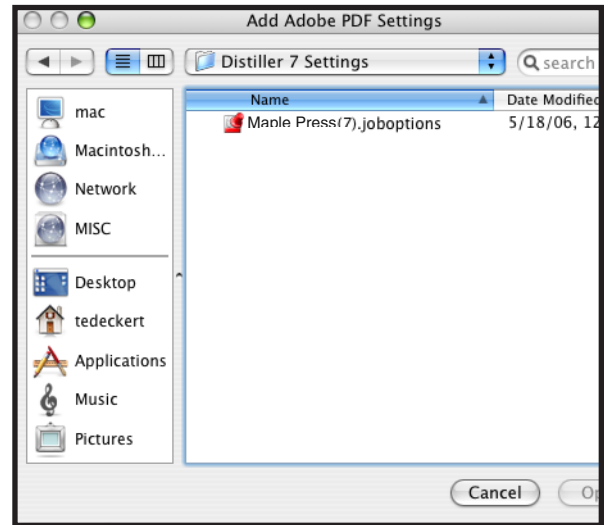 Add Adobe PDF Settings
Distiller 7 Settings
search
Name
Date Modified
Maple Press(7).joboptions
5/18/06, 12
mac
Macintosh...
Network
MISC
Desktop
tedeckert
Applications
Music
Pictures
Cancel
Op